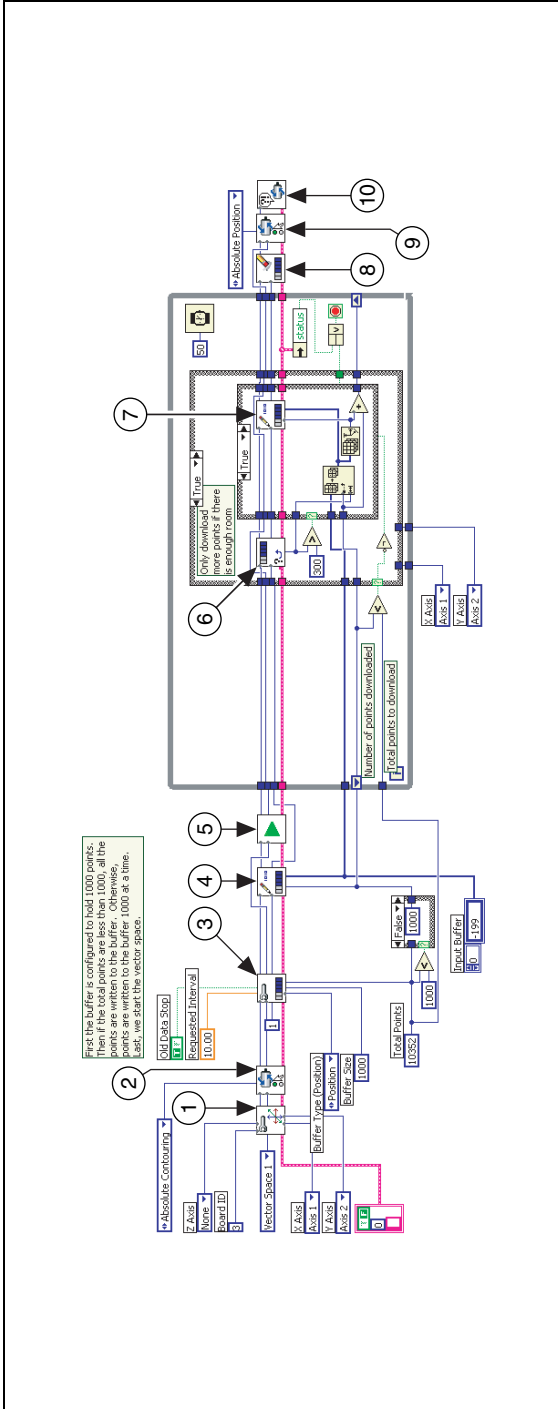 First the buffer is configured to hold 1000 points.
Then if the total points are less than 1000, all the
points are written to the buffer. Otherwise,
points are written to the buffer 1000 at a time.
Last, we start the vector space.
Absolute Contouring
Z Axis
None
Board ID
3
Vector Space 1
X Axis
Axis 1
Y Axis
Axis 2
0
1
2
Old Data Stop
T F
Requested Interval
10.00
1
Buffer Type (Position)
Position
Buffer Size
1000
3
4
5
Total Points
10352
1000
False
1000
Input Buffer
0
-199
Number of points downloaded
Total points to download
6
7
True
Only download
more points if there
is enough room
True
300
X Axis
Axis 1
Y Axis
Axis 2
50
status
Absolute Position
8
9
10